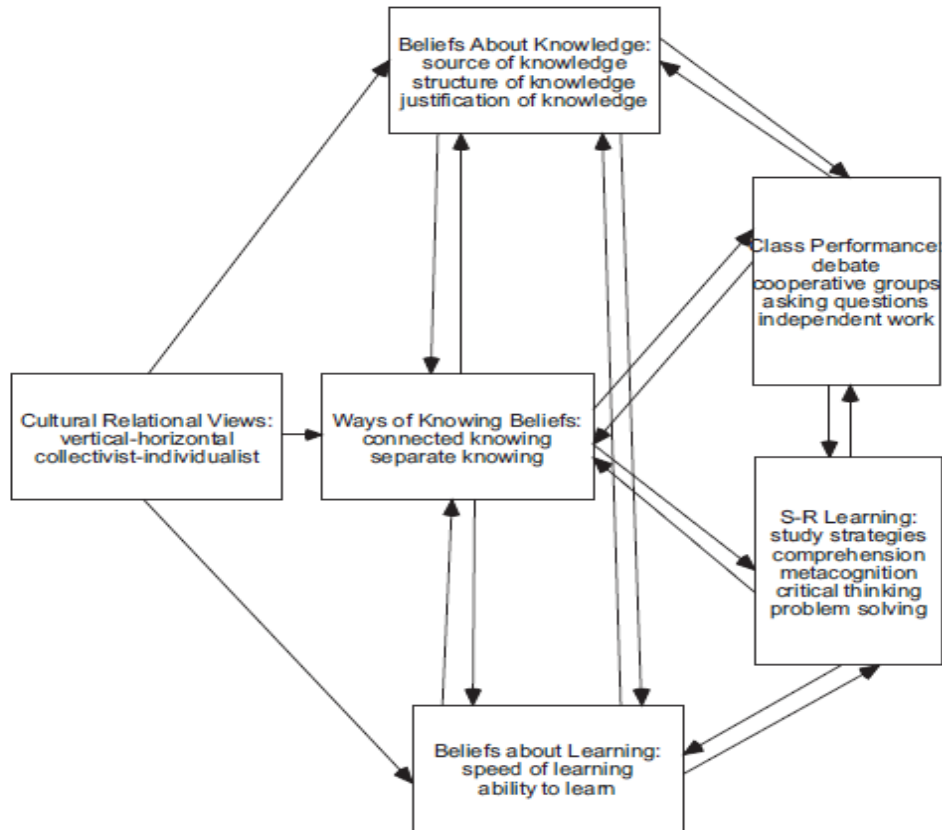 Beliefs About Knowledge:
source of knowledge
structure of knowledge
justification of knowledge
Class Performance:
debate
cooperative groups
asking questions
independent work
Cultural Relational Views:
vertical-horizontal
collectivist-individualist
Ways of Knowing Beliefs:
connected knowing
separate knowing
S-R Learning:
study strategies
comprehension
metacognition
critical thinking
problem solving
Beliefs about Learning:
speed of learning
ability to learn